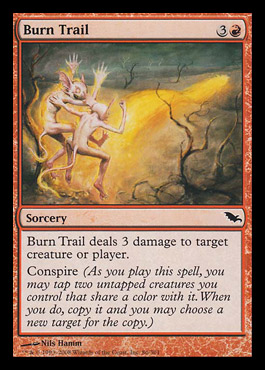 Burn Trail 3
Sorcery
Burn Trail deals 3 damage to target
creature or player.
Conspire (As you play this spell, you
may tap two untapped creatures you
control that share a color with it. When
you do, copy it and you may choose a
new target for the copy.)
Nils Hamm